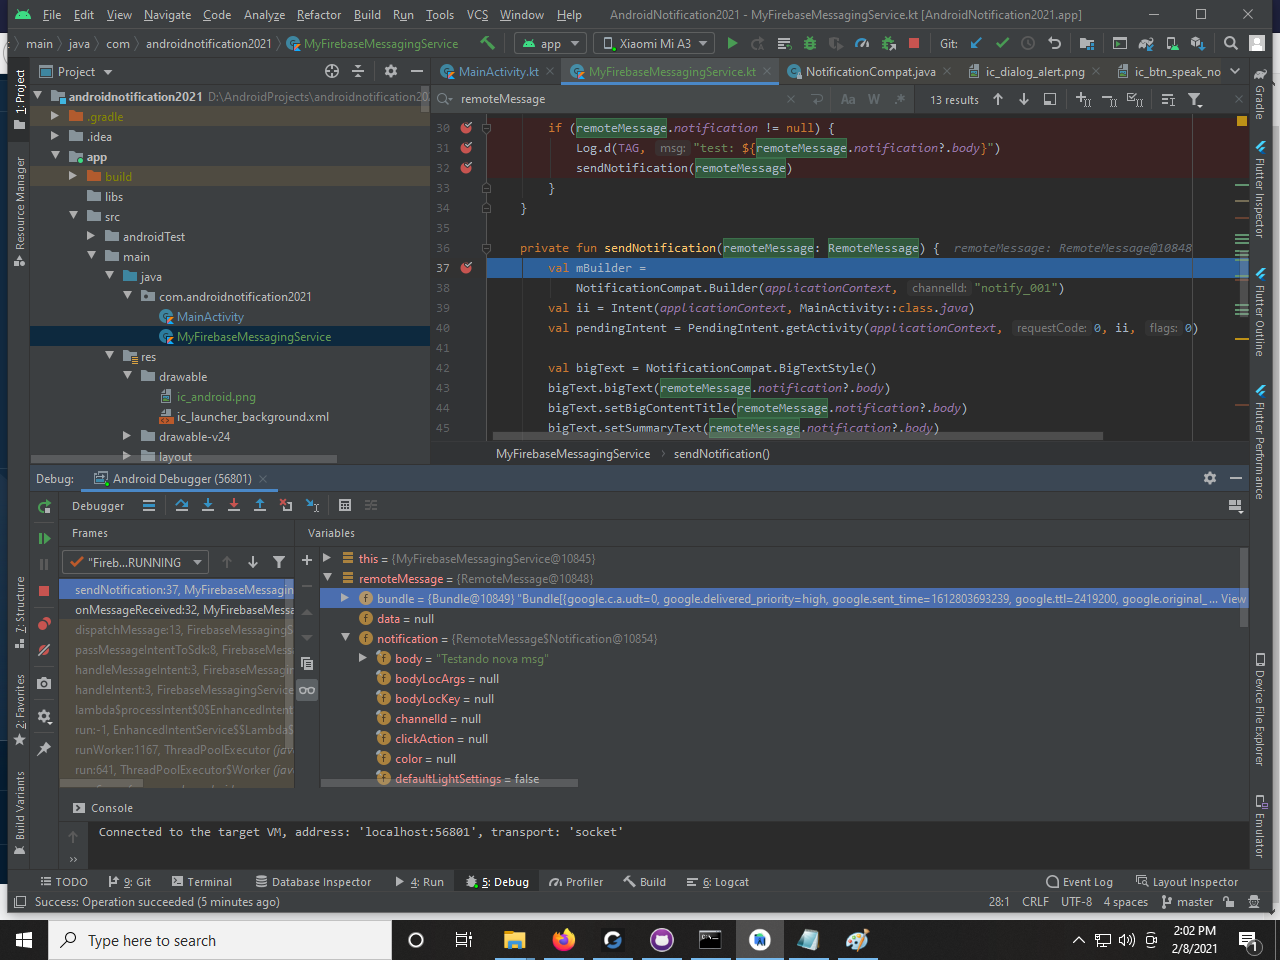 File Edit View Navigate Code Analyze Refactor Build Run Tools VCS Window Help AndroidNotification2021 - MyFirebaseMessagingService.kt [AndroidNotification2021.app]
main java com androidnotification2021 MyFirebaseMessagingService app Xiaomi Mi A3 Git:
Project MainActivity.kt MyFirebaseMessagingService.kt NotificationCompat.java ic_dialog_alert.png ic_btn_speak_no
androidnotification2021 D:\AndroidProjects\androidnotification20
remoteMessage Aa W .* 13 results
.gradle
.idea
app
build
libs
src
androidTest
main
java
com.androidnotification2021
MainActivity
MyFirebaseMessagingService
res
drawable
ic_android.png
ic_launcher_background.xml
drawable-v24
layout
30 if (remoteMessage.notification != null) {
31 Log.d(TAG, msg: "test: ${remoteMessage.notification?.body}")
32 sendNotification(remoteMessage)
33 }
34 }
35
36 private fun sendNotification(remoteMessage: RemoteMessage) { remoteMessage: RemoteMessage@10848
37 val mBuilder =
38 NotificationCompat.Builder(applicationContext, channelId: "notify_001")
39 val ii = Intent(applicationContext, MainActivity::class.java)
40 val pendingIntent = PendingIntent.getActivity(applicationContext, requestCode: 0, ii, flags: 0)
41
42 val bigText = NotificationCompat.BigTextStyle()
43 bigText.bigText(remoteMessage.notification?.body)
44 bigText.setBigContentTitle(remoteMessage.notification?.body)
45 bigText.setSummaryText(remoteMessage.notification?.body)
MyFirebaseMessagingService sendNotification()
1: Project
Resource Manager
7: Structure
2: Favorites
Build Variants
Gradle
Flutter Inspector
Flutter Outline
Flutter Performance
Device File Explorer
Emulator
Debug: Android Debugger (56801)
Debugger
Frames Variables
"Fireb...RUNNING
sendNotification:37, MyFirebaseMessagin
onMessageReceived:32, MyFirebaseMessa
dispatchMessage:13, FirebaseMessagingS
passMessageIntentToSdk:8, FirebaseMess
handleMessageIntent:3, FirebaseMessagin
handleIntent:3, FirebaseMessagingService
lambda$processIntent$0$EnhancedIntent
run:-1, EnhancedIntentService$$Lambda$
runWorker:1167, ThreadPoolExecutor (java
run:641, ThreadPoolExecutor$Worker (java
this = {MyFirebaseMessagingService@10845}
remoteMessage = {RemoteMessage@10848}
bundle = {Bundle@10849} "Bundle[{google.c.a.udt=0, google.delivered_priority=high, google.sent_time=1612803693239, google.ttl=2419200, google.original_... View
data = null
notification = {RemoteMessage$Notification@10854}
body = "Testando nova msg"
bodyLocArgs = null
bodyLocKey = null
channelId = null
clickAction = null
color = null
defaultLightSettings = false
Console
Connected to the target VM, address: 'localhost:56801', transport: 'socket'
TODO 9: Git Terminal Database Inspector 4: Run 5: Debug Profiler Build 6: Logcat Event Log Layout Inspector
Success: Operation succeeded (5 minutes ago) 28:1 CRLF UTF-8 4 spaces master
Type here to search 2:02 PM
2/8/2021
1